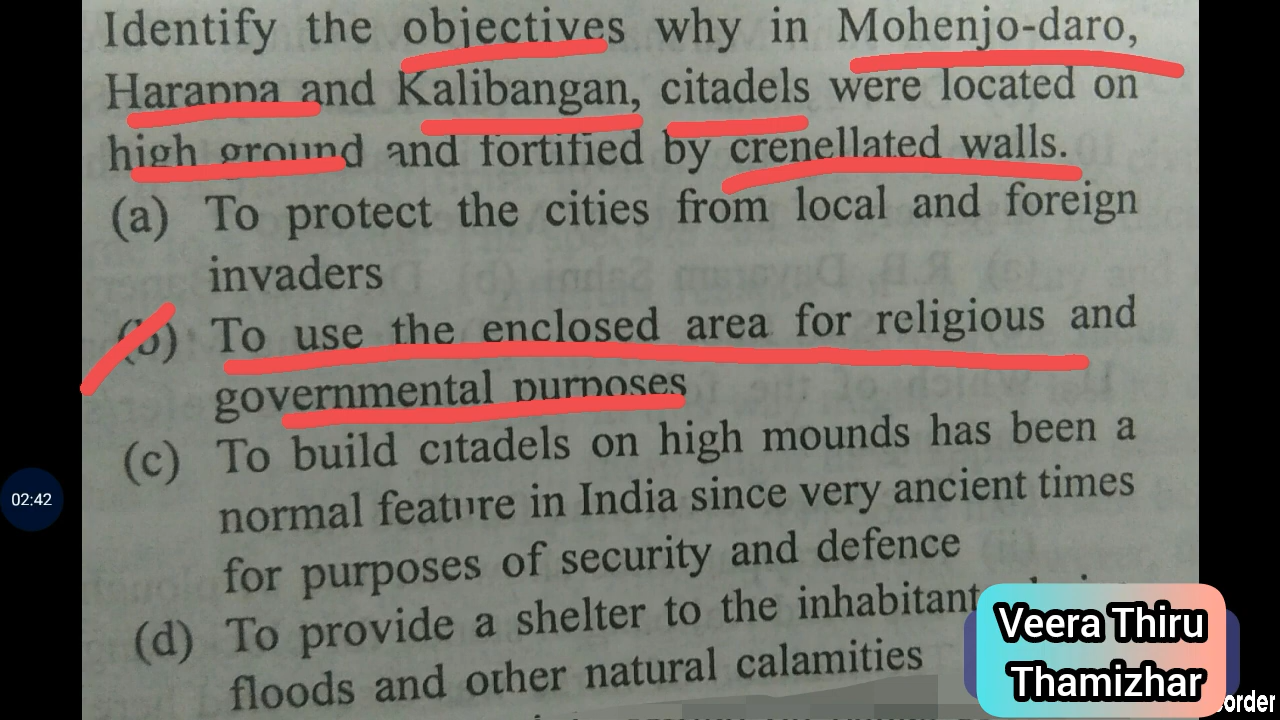 Identify the objectives why in Mohenjo-daro,
Harappa and Kalibangan, citadels were located on
high ground and fortified by crenellated walls.
(a) To protect the cities from local and foreign
invaders
(b) To use the enclosed area for religious and
governmental purposes
(c) To build citadels on high mounds has been a
normal feature in India since very ancient times
for purposes of security and defence
(d) To provide a shelter to the inhabitant
floods and other natural calamities
02:42
Veera Thiru
Thamizhar
order